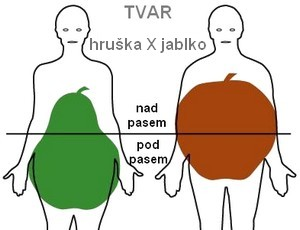 TVAR
hruška X jablko
nad
pasem
pod
pasem